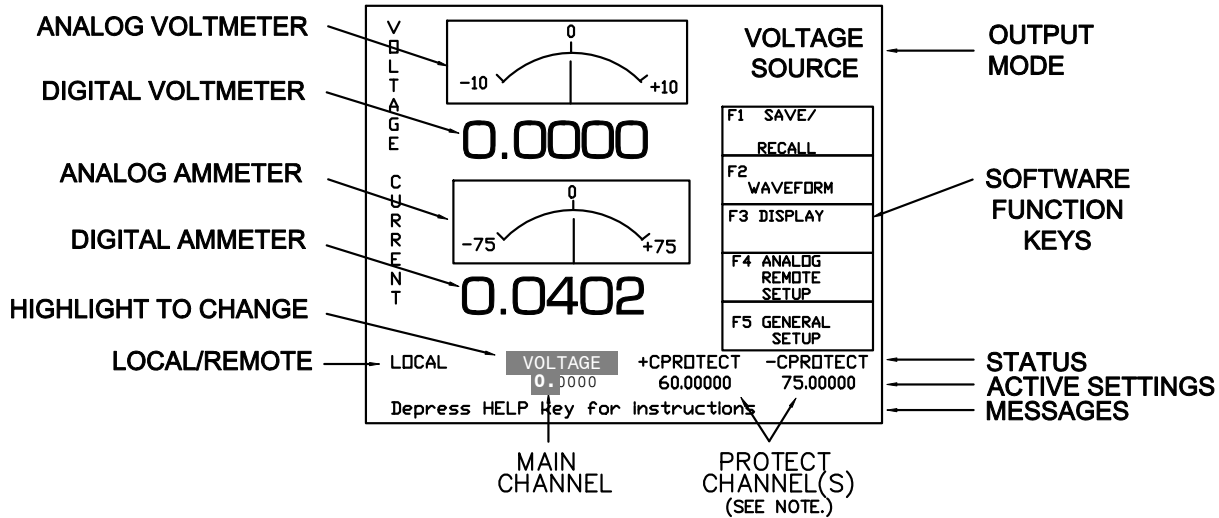 ANALOG VOLTMETER
DIGITAL VOLTMETER
ANALOG AMMETER
DIGITAL AMMETER
HIGHLIGHT TO CHANGE
LOCAL/REMOTE
VOLTAGE
CURRENT
0
-10
+10
0.0000
0
-75
+75
0.0402
VOLTAGE
SOURCE
F1 SAVE/
RECALL
F2
WAVEFORM
F3 DISPLAY
F4 ANALOG
REMOTE
SETUP
F5 GENERAL
SETUP
LOCAL
VOLTAGE
+CPROTECT
-CPROTECT
0.0000
60.00000
75.00000
Depress HELP key for Instructions
OUTPUT
MODE
SOFTWARE
FUNCTION
KEYS
STATUS
ACTIVE SETTINGS
MESSAGES
MAIN
CHANNEL
PROTECT
CHANNEL(S)
(SEE NOTE.)